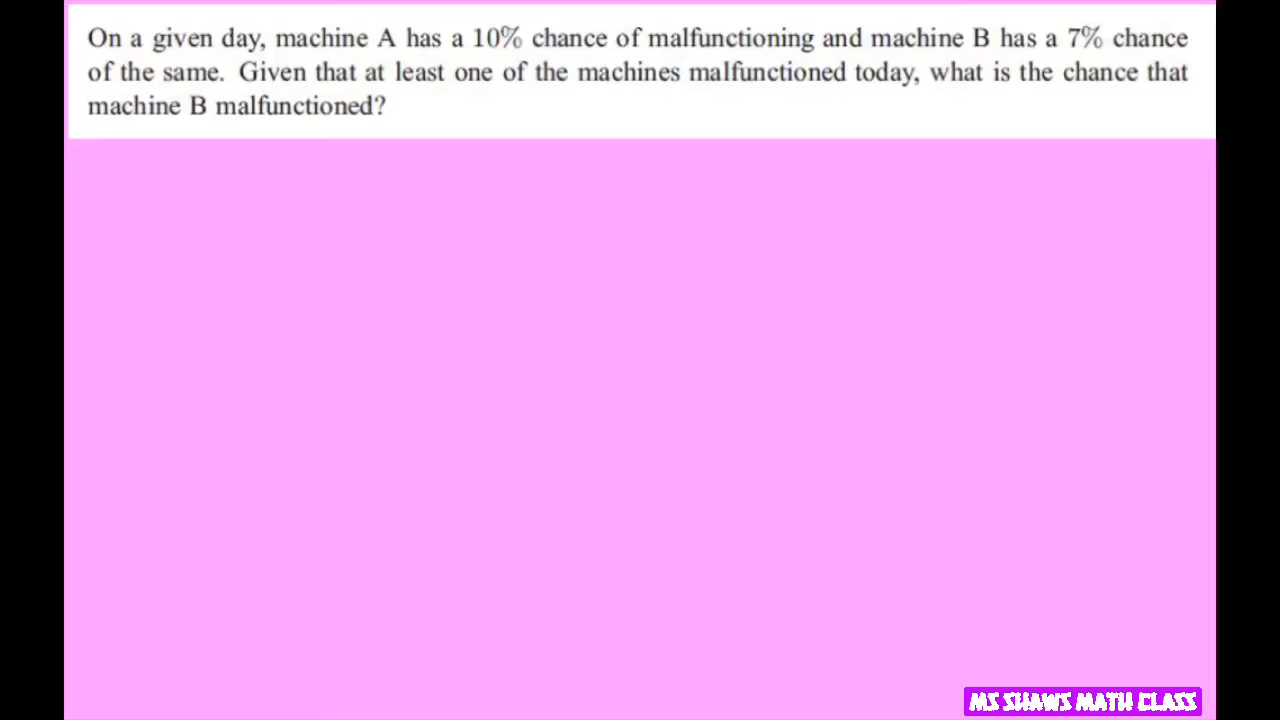 On a given day, machine A has a 10% chance of malfunctioning and machine B has a 7% chance
of the same. Given that at least one of the machines malfunctioned today, what is the chance that
machine B malfunctioned?
MS SHAWS MATH CLASS